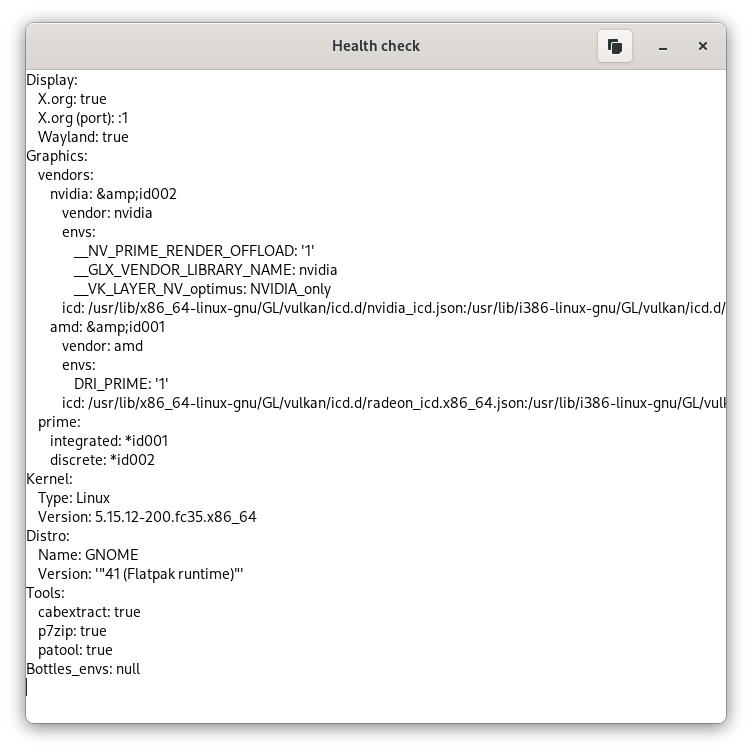 Health check
Display:
X.org: true
X.org (port): :1
Wayland: true
Graphics:
vendors:
nvidia: &amp;id002
vendor: nvidia
envs:
__NV_PRIME_RENDER_OFFLOAD: '1'
__GLX_VENDOR_LIBRARY_NAME: nvidia
__VK_LAYER_NV_optimus: NVIDIA_only
icd: /usr/lib/x86_64-linux-gnu/GL/vulkan/icd.d/nvidia_icd.json:/usr/lib/i386-linux-gnu/GL/vulkan/icd.d/
amd: &amp;id001
vendor: amd
envs:
DRI_PRIME: '1'
icd: /usr/lib/x86_64-linux-gnu/GL/vulkan/icd.d/radeon_icd.x86_64.json:/usr/lib/i386-linux-gnu/GL/vulk
prime:
integrated: *id001
discrete: *id002
Kernel:
Type: Linux
Version: 5.15.12-200.fc35.x86_64
Distro:
Name: GNOME
Version: '"41 (Flatpak runtime)"'
Tools:
cabextract: true
p7zip: true
patool: true
Bottles_envs: null